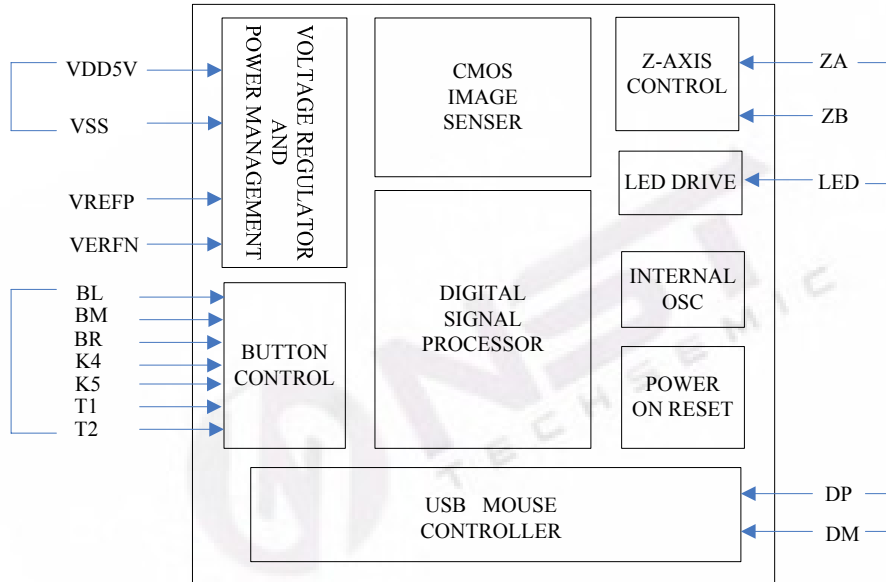 VDD5V
VSS
VREFP
VERFN
BL
BM
BR
K4
K5
T1
T2
VOLTAGE REGULATOR
AND
POWER MANAGEMENT
BUTTON
CONTROL
CMOS
IMAGE
SENSER
DIGITAL
SIGNAL
PROCESSOR
Z-AXIS
CONTROL
LED DRIVE
INTERNAL
OSC
POWER
ON RESET
USB MOUSE
CONTROLLER
ZA
ZB
LED
DP
DM
NST
TECHSEMIC